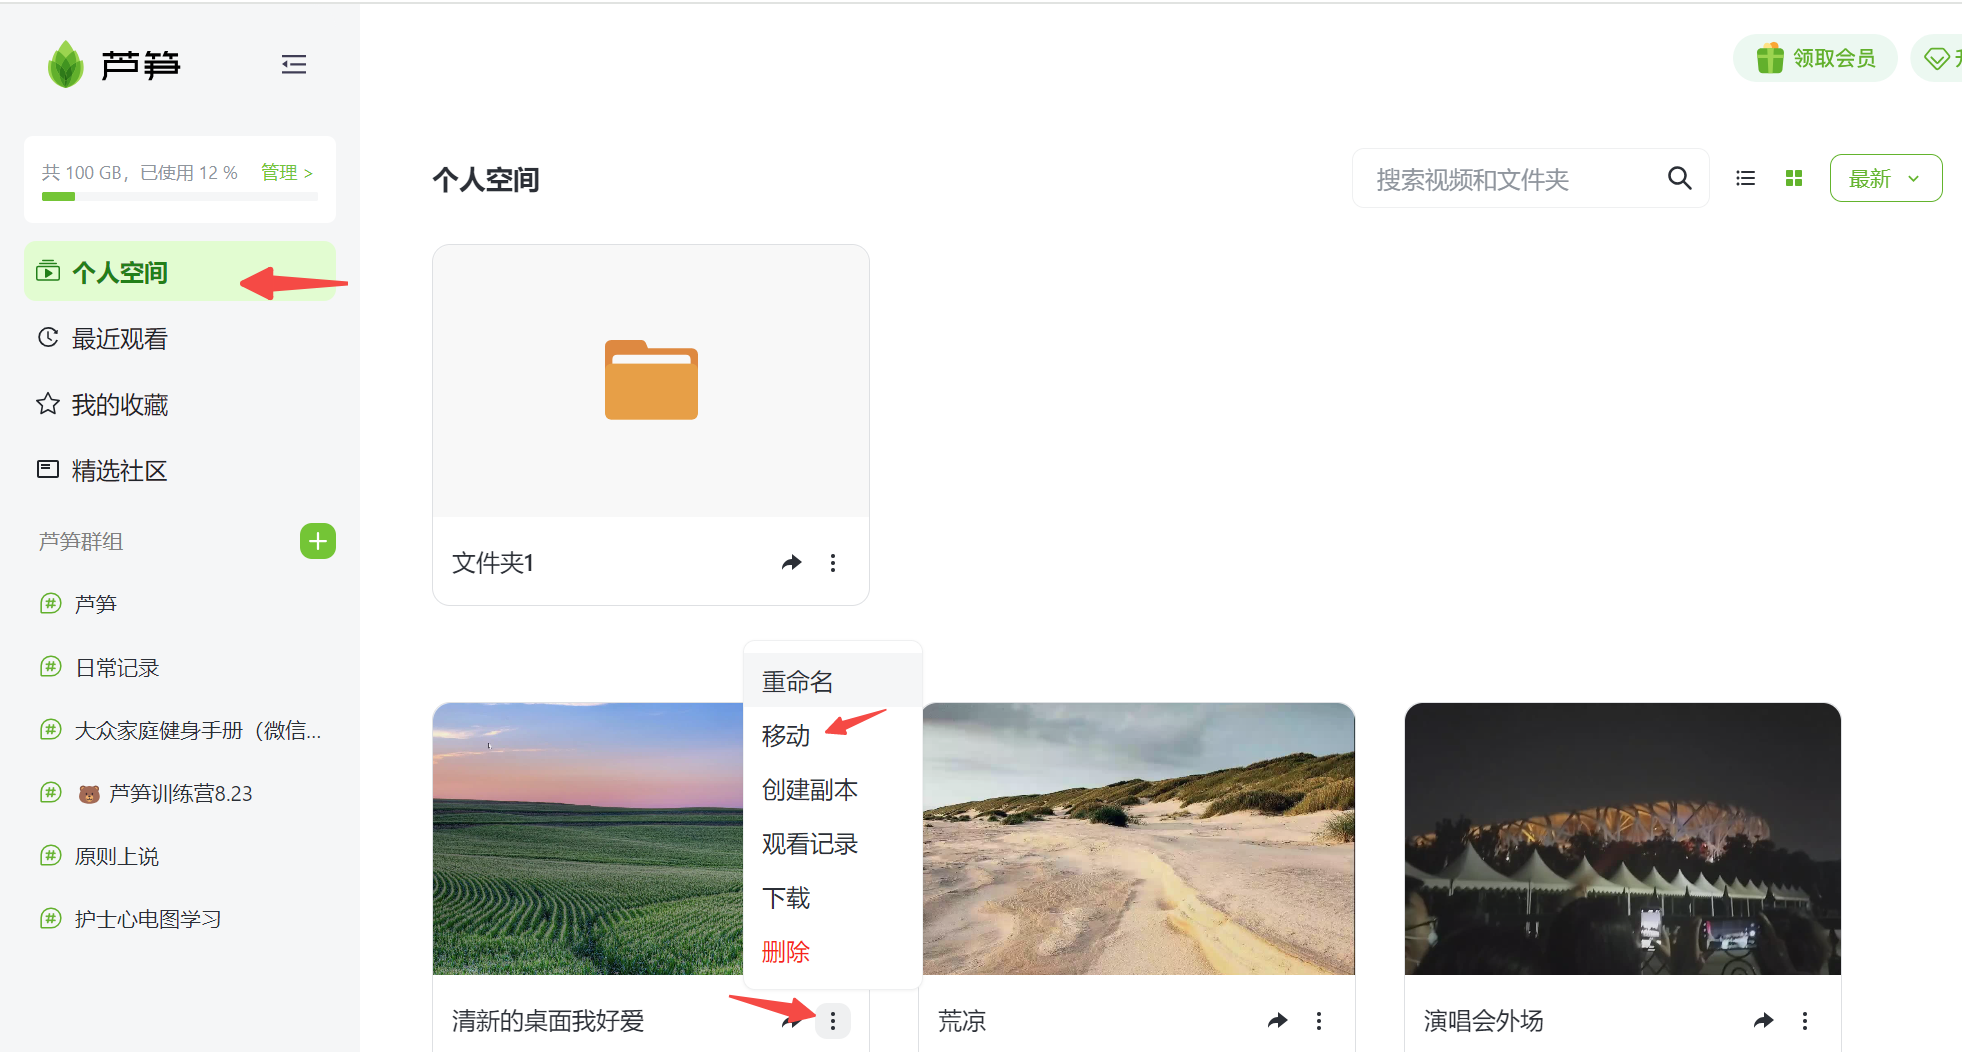 芦笋
领取会员
共 100 GB，已使用 12 %
管理 >
个人空间
最近观看
我的收藏
精选社区
芦笋群组
芦笋
日常记录
大众家庭健身手册（微信...
芦笋训练营8.23
原则上说
护士心电图学习
个人空间
搜索视频和文件夹
最新
文件夹1
重命名
移动
创建副本
观看记录
下载
删除
清新的桌面我好爱
荒凉
演唱会外场